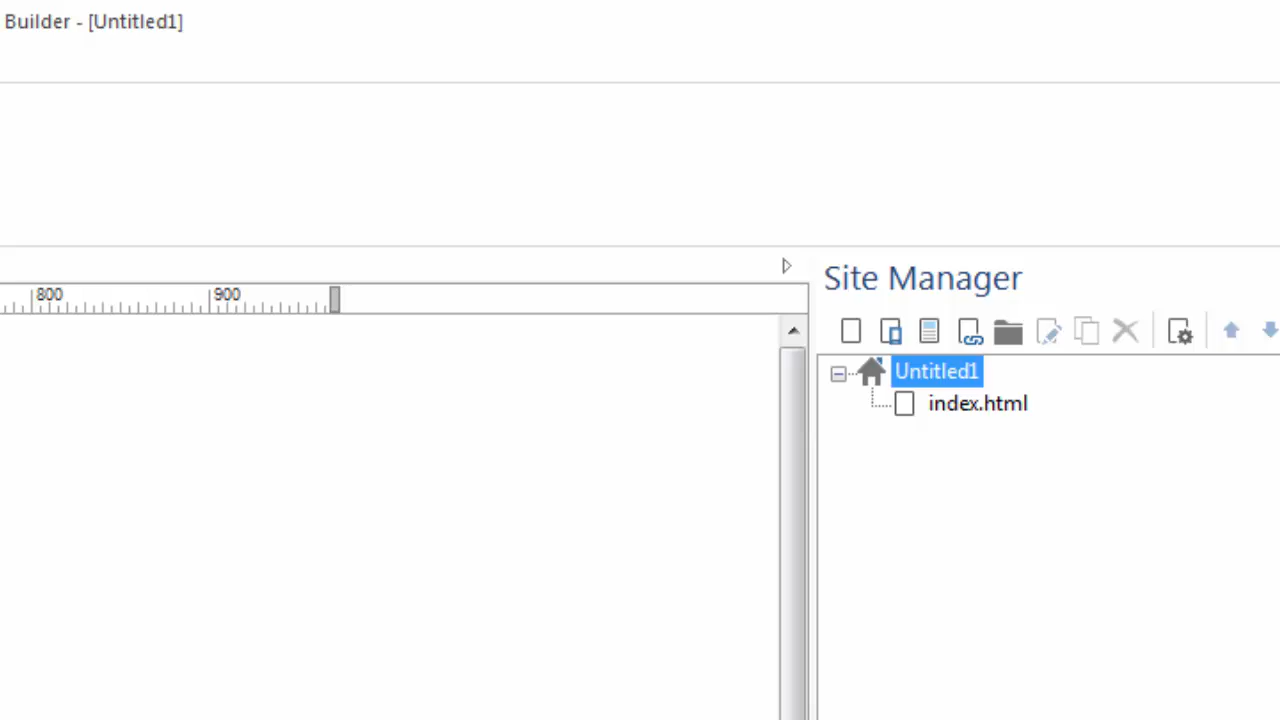 Builder - [Untitled1]
800
900
Site Manager
Untitled1
index.html